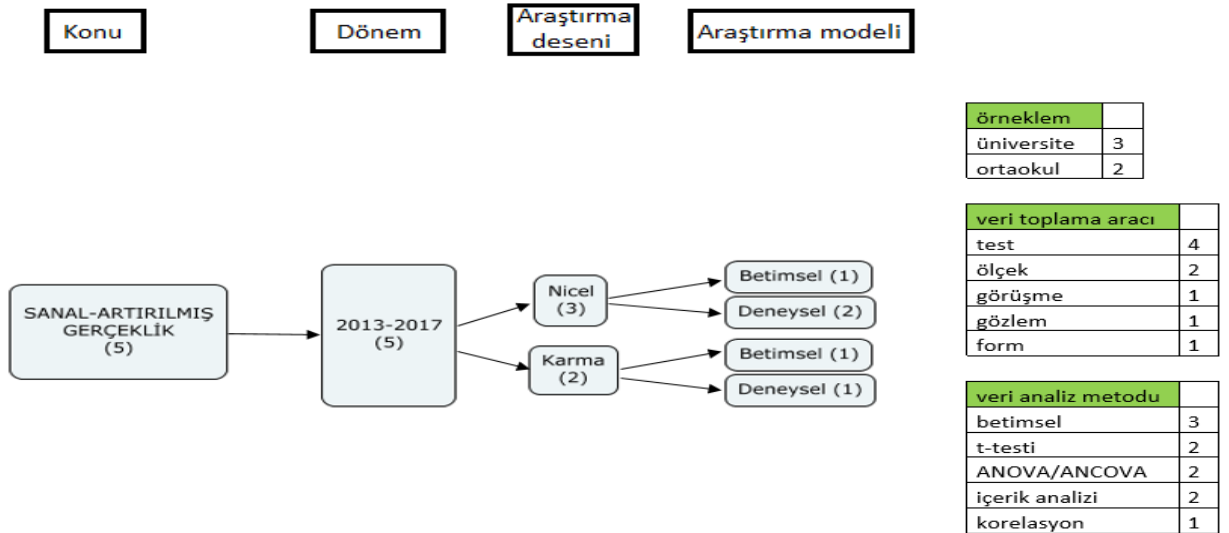 Konu
Dönem
Araştırma
deseni
Araştırma modeli
SANAL-ARTIRILMIŞ
GERÇEKLİK
(5)
2013-2017
(5)
Nicel
(3)
Karma
(2)
Betimsel (1)
Deneysel (2)
Betimsel (1)
Deneysel (1)
örneklem
üniversite 3
ortaokul 2
veri toplama aracı
test 4
ölçek 2
görüşme 1
gözlem 1
form 1
veri analiz metodu
betimsel 3
t-testi 2
ANOVA/ANCOVA 2
içerik analizi 2
korelasyon 1